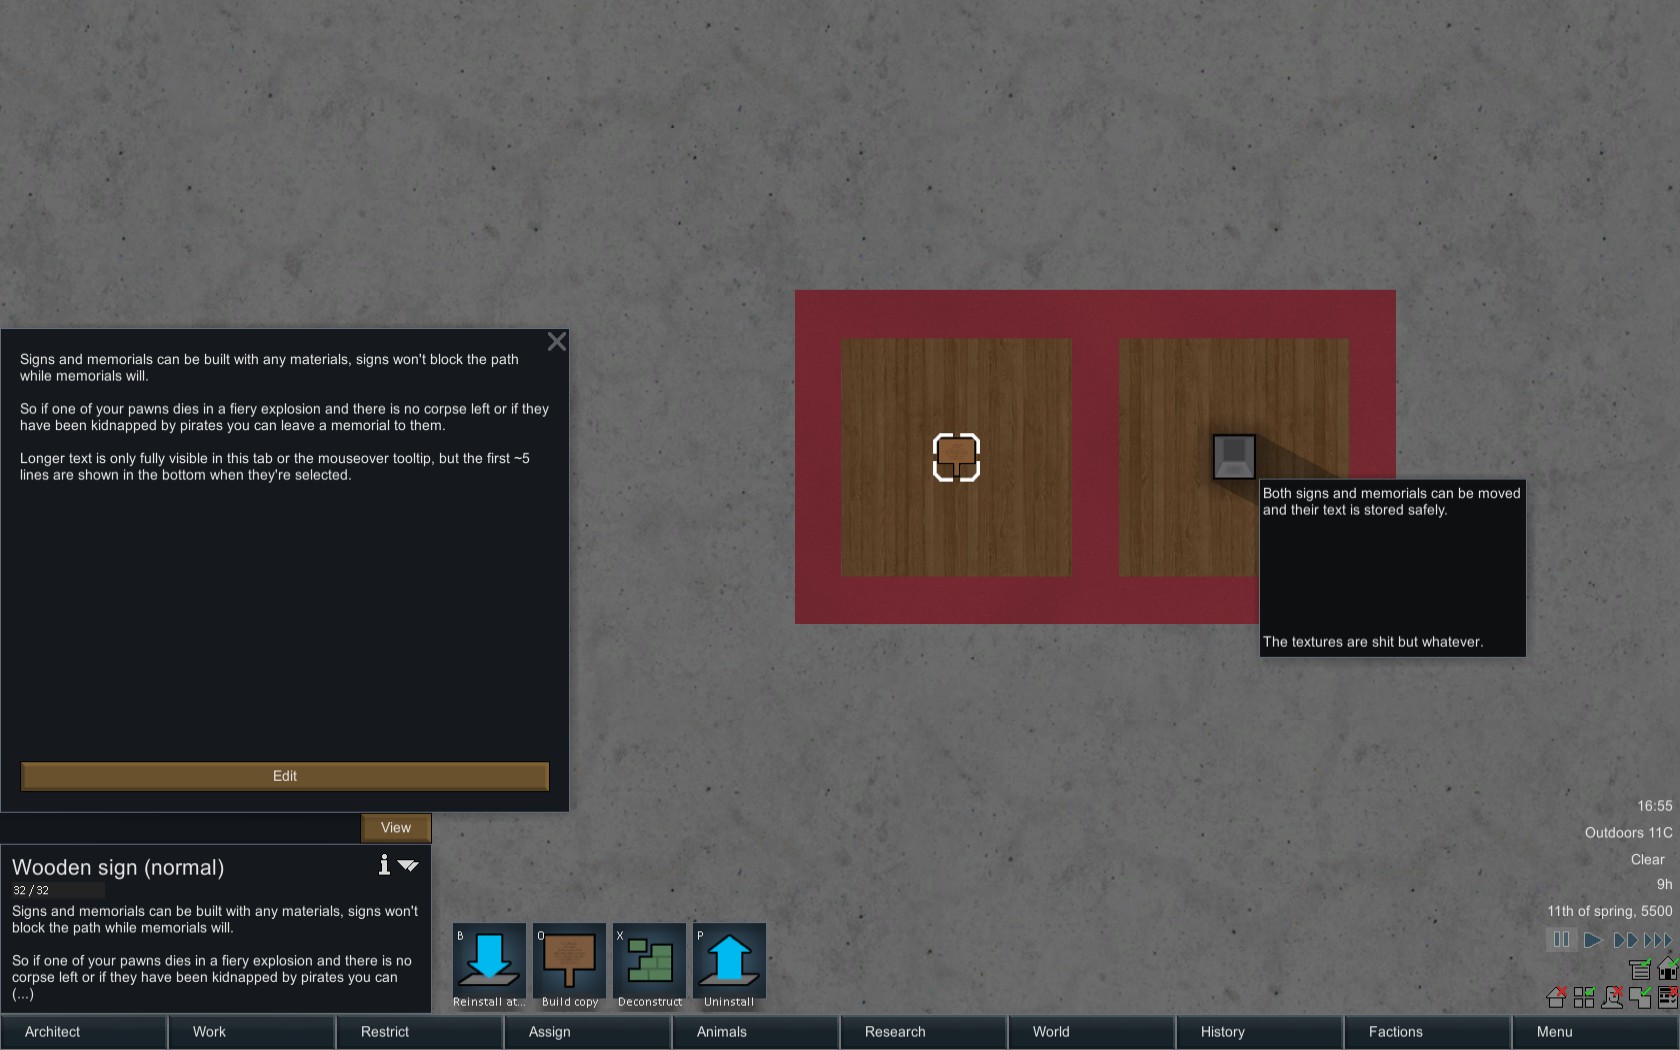 Signs and memorials can be built with any materials, signs won't block the path
while memorials will.
So if one of your pawns dies in a fiery explosion and there is no corpse left or if they
have been kidnapped by pirates you can leave a memorial to them.
Longer text is only fully visible in this tab or the mouseover tooltip, but the first ~5
lines are shown in the bottom when they're selected.
Edit
View
Both signs and memorials can be moved
and their text is stored safely.
The textures are shit but whatever.
Wooden sign (normal)
32 / 32
Signs and memorials can be built with any materials, signs won't
block the path while memorials will.
So if one of your pawns dies in a fiery explosion and there is no
corpse left or if they have been kidnapped by pirates you can
(...)
B
Reinstall at...
O
Build copy
X
Deconstruct
P
Uninstall
16:55
Outdoors 11C
Clear
9h
11th of spring, 5500
Architect
Work
Restrict
Assign
Animals
Research
World
History
Factions
Menu